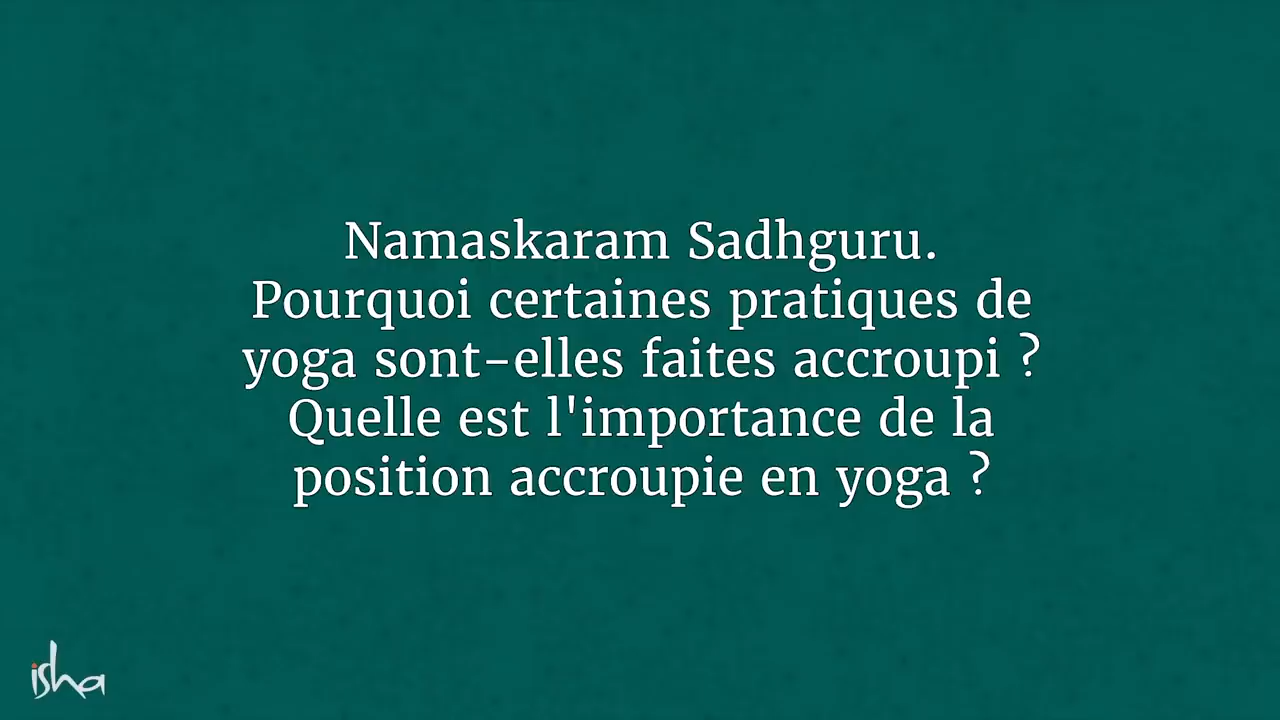 Namaskaram Sadhguru.
Pourquoi certaines pratiques de
yoga sont-elles faites accroupi ?
Quelle est l'importance de la
position accroupie en yoga ?
isha